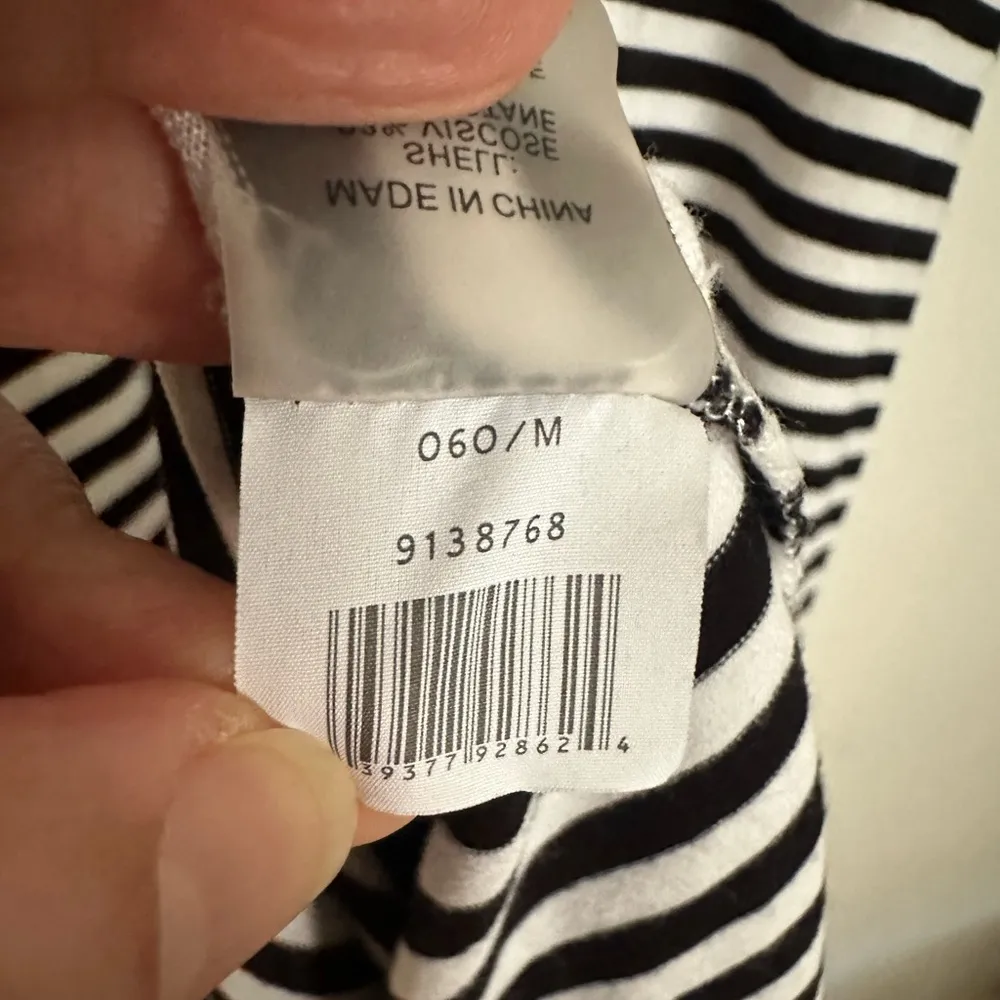 MADE IN CHINA
SHELL:
VISCOSE
060/M
9138768
39377 92862 4